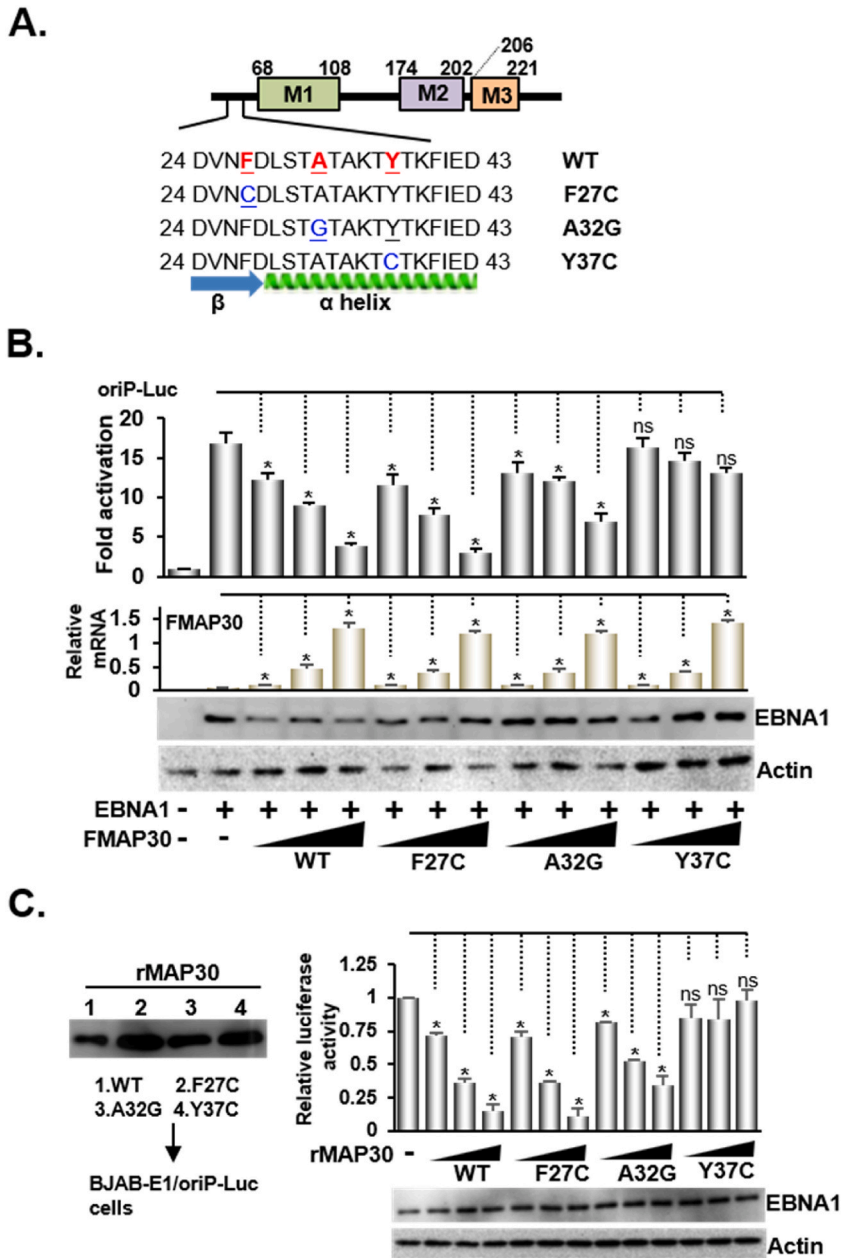 A.
206
68 108 174 202 221
M1 M2 M3
24 DVNFDLSTATAKTYTKFIED 43 WT
24 DVNCDLSTATAKTYTKFIED 43 F27C
24 DVNFDLSTGTAKTYTKFIED 43 A32G
24 DVNFDLSTATAKTCTKFIED 43 Y37C
β α helix
B.
oriP-Luc
Fold activation
20
15
10
5
0
* * * * * * * * * ns ns ns
Relative mRNA
FMAP30
1.5
1
0.5
0
* * * * * * * * * * * *
EBNA1
Actin
EBNA1 - + + + + + + + + + + + + +
FMAP30 - -
WT F27C A32G Y37C
C.
rMAP30
1 2 3 4
1.WT 2.F27C
3.A32G 4.Y37C
BJAB-E1/oriP-Luc
cells
Relative luciferase
activity
1.25
1
0.75
0.5
0.25
0
* * * * * * * * * ns ns ns
rMAP30 -
WT F27C A32G Y37C
EBNA1
Actin